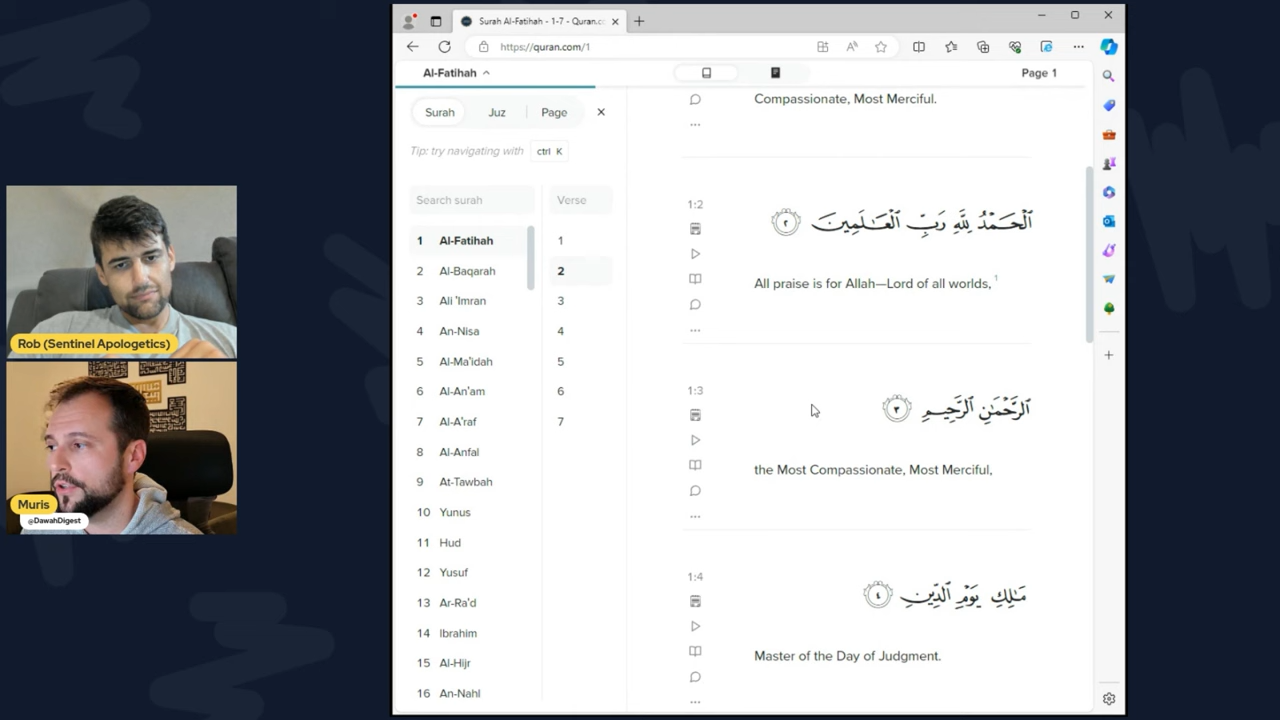 Surah Al-Fatihah - 1-7 - Quran.co
https://quran.com/1
Al-Fatihah
Page 1
Surah
Juz
Page
Tip: try navigating with ctrl K
Search surah
Verse
1 Al-Fatihah
2 Al-Baqarah
3 Ali 'Imran
4 An-Nisa
5 Al-Ma'idah
6 Al-An'am
7 Al-A'raf
8 Al-Anfal
9 At-Tawbah
10 Yunus
11 Hud
12 Yusuf
13 Ar-Ra'd
14 Ibrahim
15 Al-Hijr
16 An-Nahl
1
2
3
4
5
6
7
Compassionate, Most Merciful.
1:2
ٱلْحَمْدُ لِلَّهِ رَبِّ ٱلْعَـٰلَمِينَ ٢
All praise is for Allah—Lord of all worlds, 1
1:3
ٱلرَّحْمَـٰنِ ٱلرَّحِيمِ ٣
the Most Compassionate, Most Merciful,
1:4
مَـٰلِكِ يَوْمِ ٱلدِّينِ ٤
Master of the Day of Judgment.
Rob (Sentinel Apologetics)
Muris
@DawahDigest